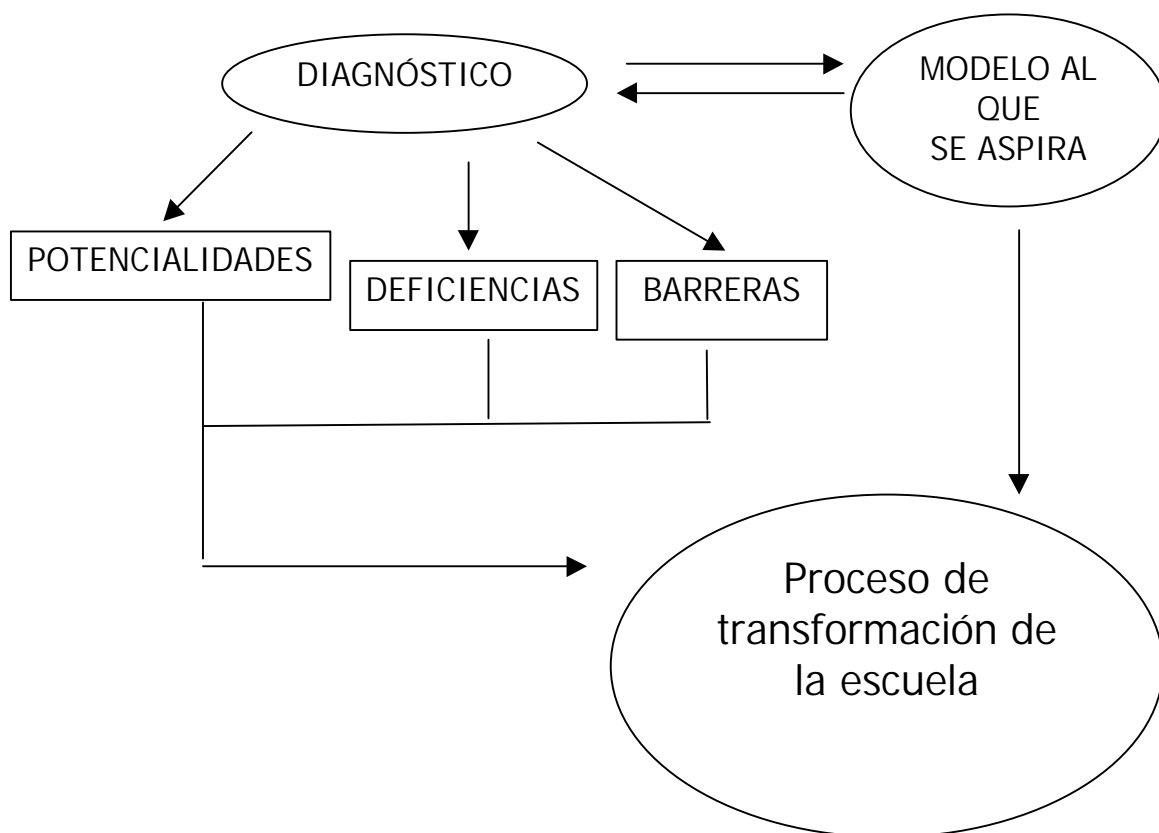 DIAGNÓSTICO
MODELO AL
QUE
SE ASPIRA
POTENCIALIDADES
DEFICIENCIAS
BARRERAS
Proceso de
transformación de
la escuela